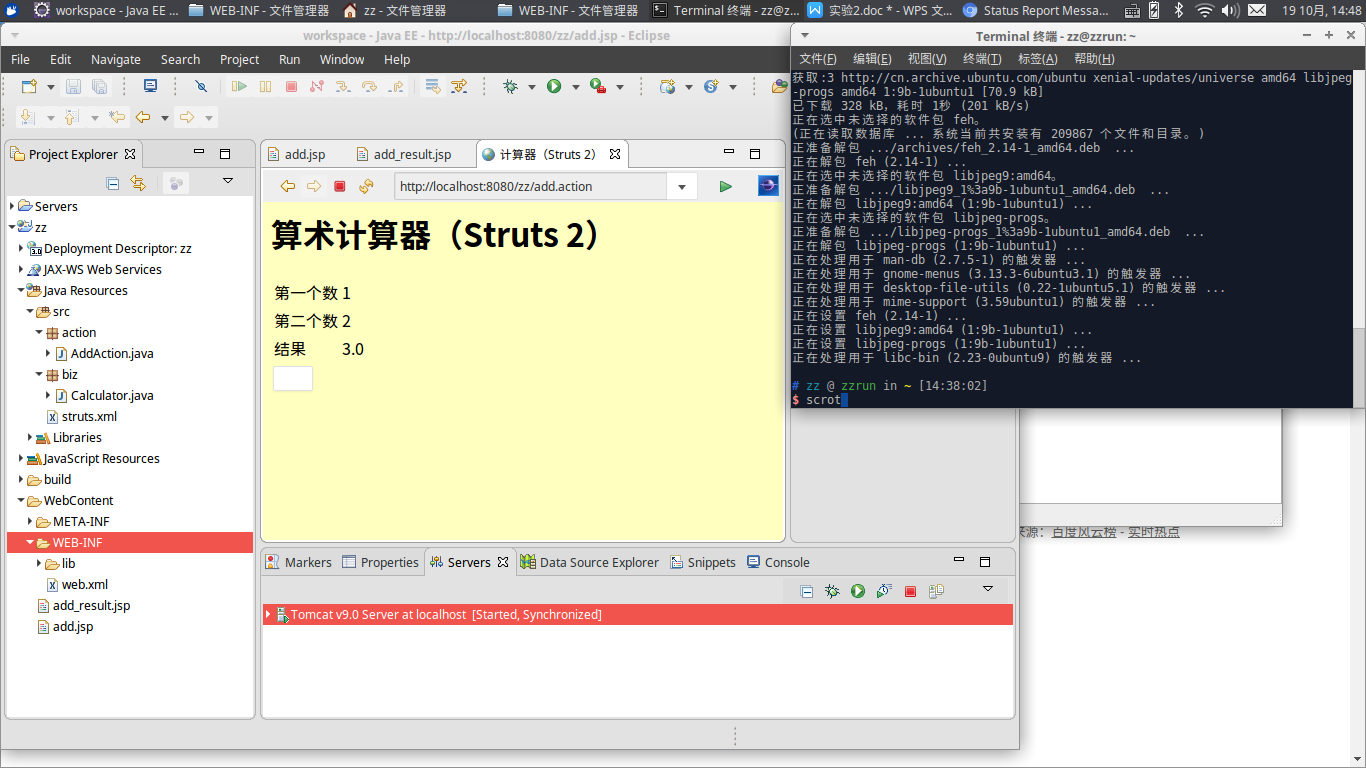 workspace - Java EE ...
WEB-INF - 文件管理器
zz - 文件管理器
WEB-INF - 文件管理器
Terminal 终端 - zz@z...
实验2.doc * - WPS 文...
Status Report Messa...
19 10月, 14:48
workspace - Java EE - http://localhost:8080/zz/add.jsp - Eclipse
File Edit Navigate Search Project Run Window Help
Project Explorer
Servers
zz
Deployment Descriptor: zz
JAX-WS Web Services
Java Resources
src
action
AddAction.java
biz
Calculator.java
struts.xml
Libraries
JavaScript Resources
build
WebContent
META-INF
WEB-INF
lib
web.xml
add_result.jsp
add.jsp
add.jsp
add_result.jsp
计算器（Struts 2）
http://localhost:8080/zz/add.action
算术计算器（Struts 2）
第一个数 1
第二个数 2
结果 3.0
Markers Properties Servers Data Source Explorer Snippets Console
Tomcat v9.0 Server at localhost [Started, Synchronized]
Terminal 终端 - zz@zzrun: ~
文件(F) 编辑(E) 视图(V) 终端(T) 标签(A) 帮助(H)
获取:3 http://cn.archive.ubuntu.com/ubuntu xenial-updates/universe amd64 libjpeg
-progs amd64 1:9b-1ubuntu1 [70.9 kB]
已下载 328 kB，耗时 1秒 (201 kB/s)
正在选中未选择的软件包 feh。
(正在读取数据库 ... 系统当前共安装有 209867 个文件和目录。)
正准备解包 .../archives/feh_2.14-1_amd64.deb ...
正在解包 feh (2.14-1) ...
正在选中未选择的软件包 libjpeg9:amd64。
正准备解包 .../libjpeg9_1%3a9b-1ubuntu1_amd64.deb ...
正在解包 libjpeg9:amd64 (1:9b-1ubuntu1) ...
正在选中未选择的软件包 libjpeg-progs。
正准备解包 .../libjpeg-progs_1%3a9b-1ubuntu1_amd64.deb ...
正在解包 libjpeg-progs (1:9b-1ubuntu1) ...
正在处理用于 man-db (2.7.5-1) 的触发器 ...
正在处理用于 gnome-menus (3.13.3-6ubuntu3.1) 的触发器 ...
正在处理用于 desktop-file-utils (0.22-1ubuntu5.1) 的触发器 ...
正在处理用于 mime-support (3.59ubuntu1) 的触发器 ...
正在设置 feh (2.14-1) ...
正在设置 libjpeg9:amd64 (1:9b-1ubuntu1) ...
正在设置 libjpeg-progs (1:9b-1ubuntu1) ...
正在处理用于 libc-bin (2.23-0ubuntu9) 的触发器 ...
# zz @ zzrun in ~ [14:38:02]
$ scrot
来源：百度风云榜 - 实时热点